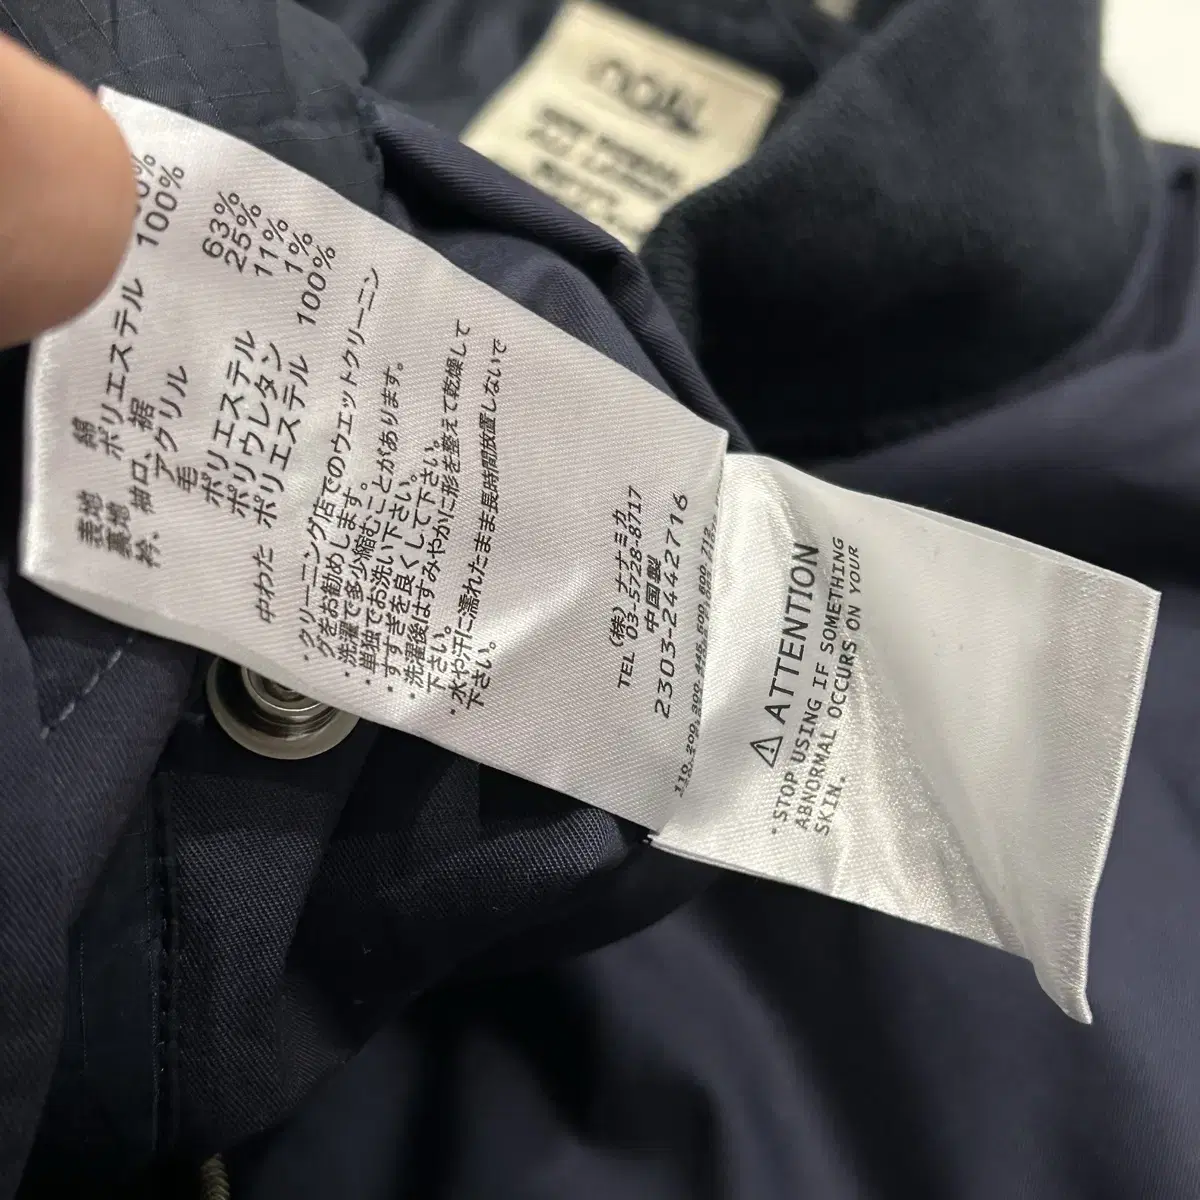 表地 綿
裏地 ポリエステル 100%
衿、袖口、裾
アクリル 63%
毛 25%
ポリエステル 11%
ポリウレタン 1%
中わた ポリエステル 100%
・クリーニング店でのウエットクリーニン
グをお勧めします。
・洗濯で多少縮むことがあります。
・単独でお洗い下さい。
・すすぎを良くして下さい。
・洗濯後はすみやかに形を整えて乾燥して
下さい。
・水や汗に濡れたまま長時間放置しないで
下さい。
(株)ナナミカ
TEL 03-5728-8717
中国製
2303-2442716
⚠ ATTENTION
・STOP USING IF SOMETHING
ABNORMAL OCCURS ON YOUR
SKIN.